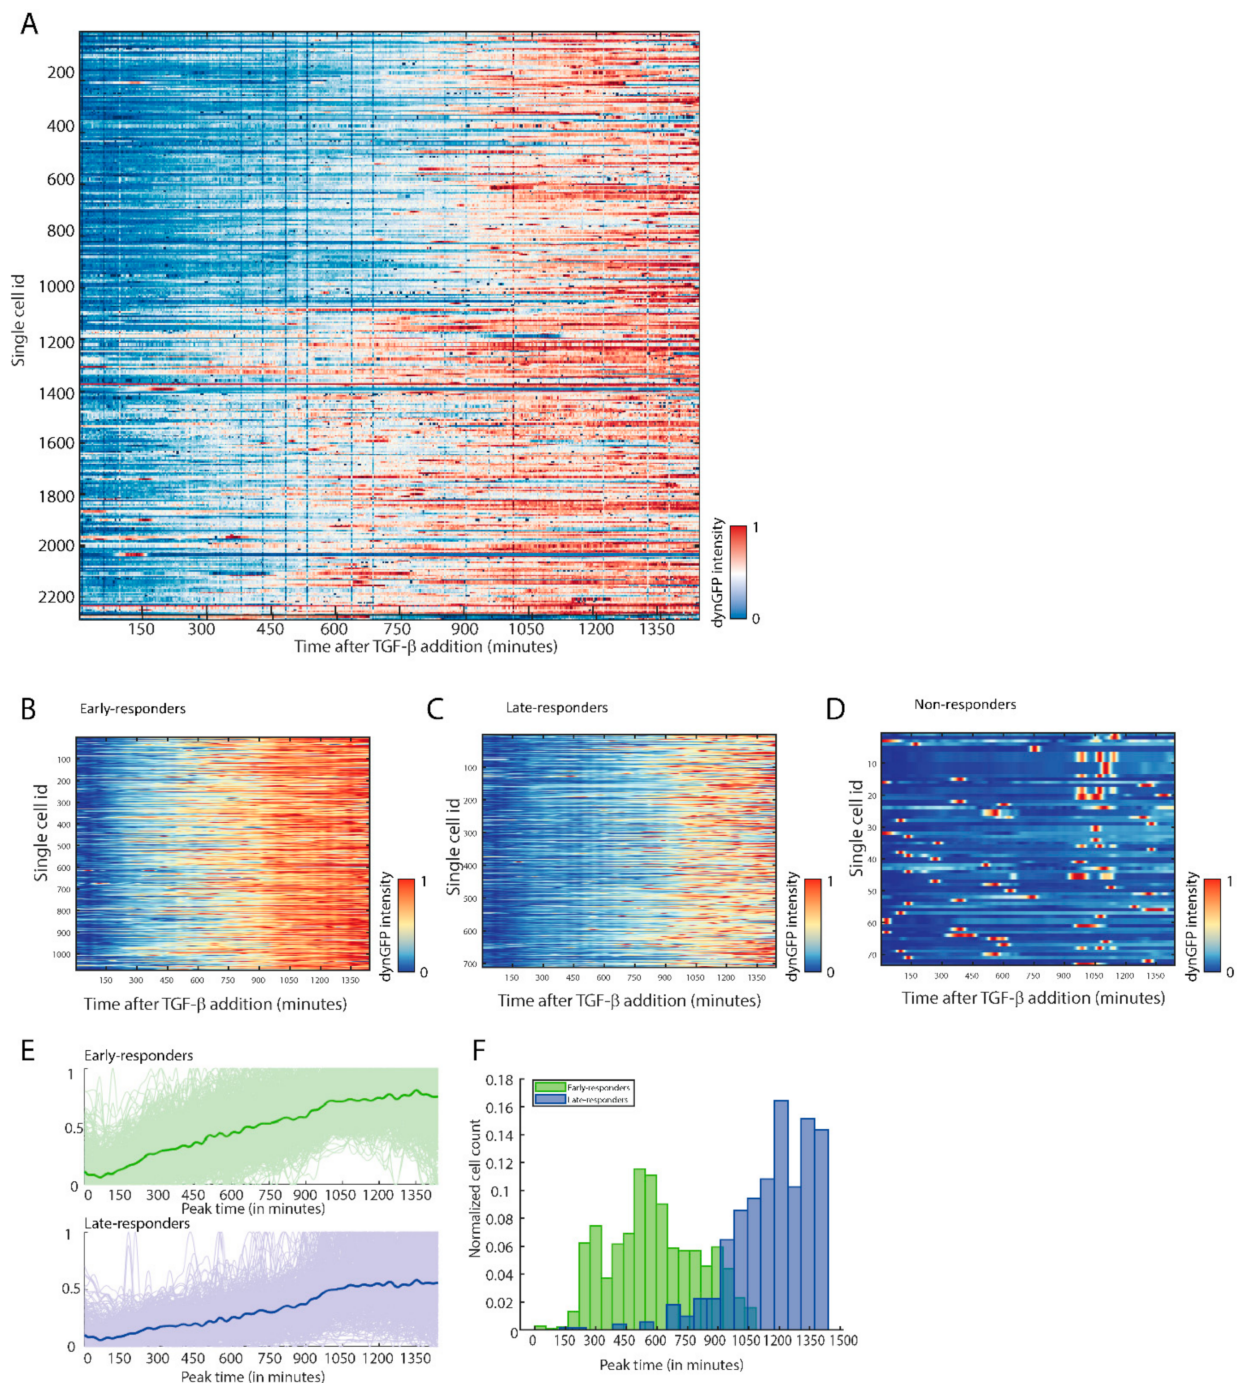 A
200
400
600
800
1000
1200
1400
1600
1800
2000
2200
Single cell id
150 300 450 600 750 900 1050 1200 1350
Time after TGF-β addition (minutes)
dynGFP intensity
1
0
B
Early-responders
100
200
300
400
500
600
700
800
900
1000
Single cell id
150 300 450 600 750 900 1050 1200 1350
Time after TGF-β addition (minutes)
dynGFP intensity
1
0
C
Late-responders
100
200
300
400
500
600
700
Single cell id
150 300 450 600 750 900 1050 1200 1350
Time after TGF-β addition (minutes)
dynGFP intensity
1
0
D
Non-responders
10
20
30
40
50
60
70
Single cell id
150 300 450 600 750 900 1050 1200 1350
Time after TGF-β addition (minutes)
dynGFP intensity
1
0
E
Early-responders
1
0.5
0
0 150 300 450 600 750 900 1050 1200 1350
Peak time (in minutes)
Late-responders
1
0.5
0
0 150 300 450 600 750 900 1050 1200 1350
Peak time (in minutes)
F
Early-responders
Late-responders
0.18
0.16
0.14
0.12
0.1
0.08
0.06
0.04
0.02
0
Normalized cell count
0 150 300 450 600 750 900 1050 1200 1350 1500
Peak time (in minutes)